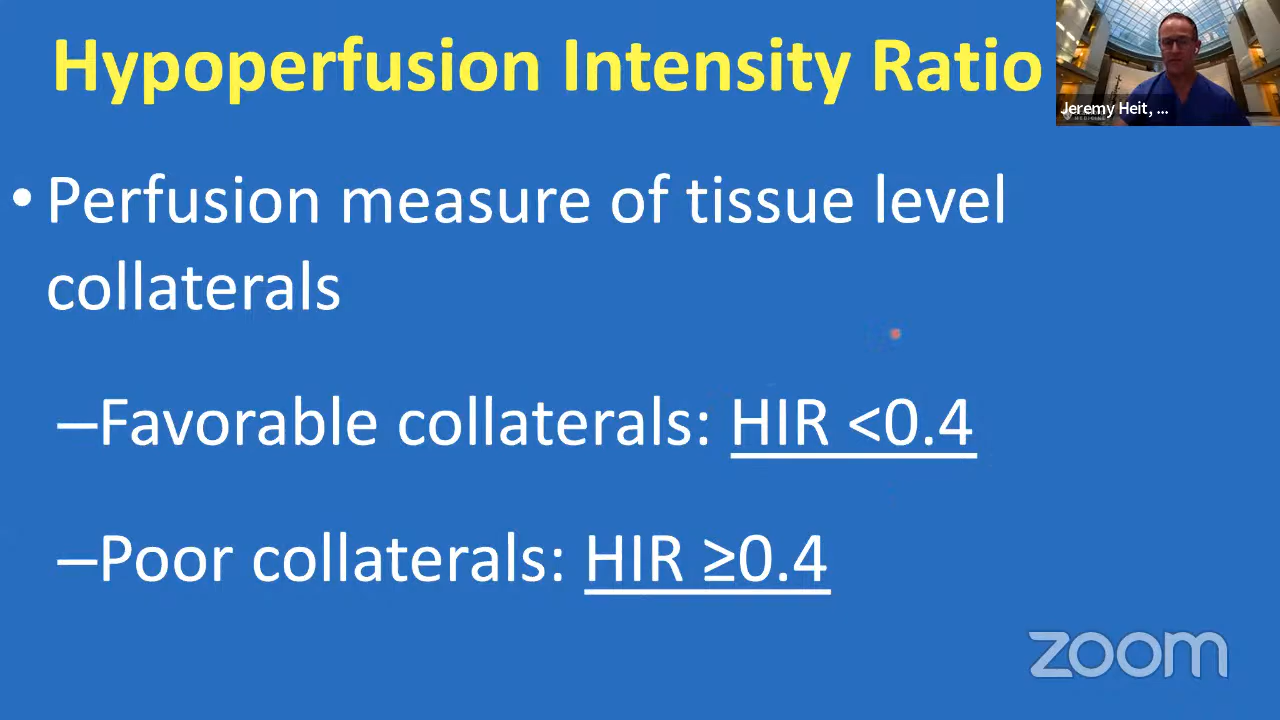 Hypoperfusion Intensity Ratio
Jeremy Heit, ...
MEDICINE
• Perfusion measure of tissue level
collaterals
–Favorable collaterals: HIR <0.4
–Poor collaterals: HIR ≥0.4
zoom